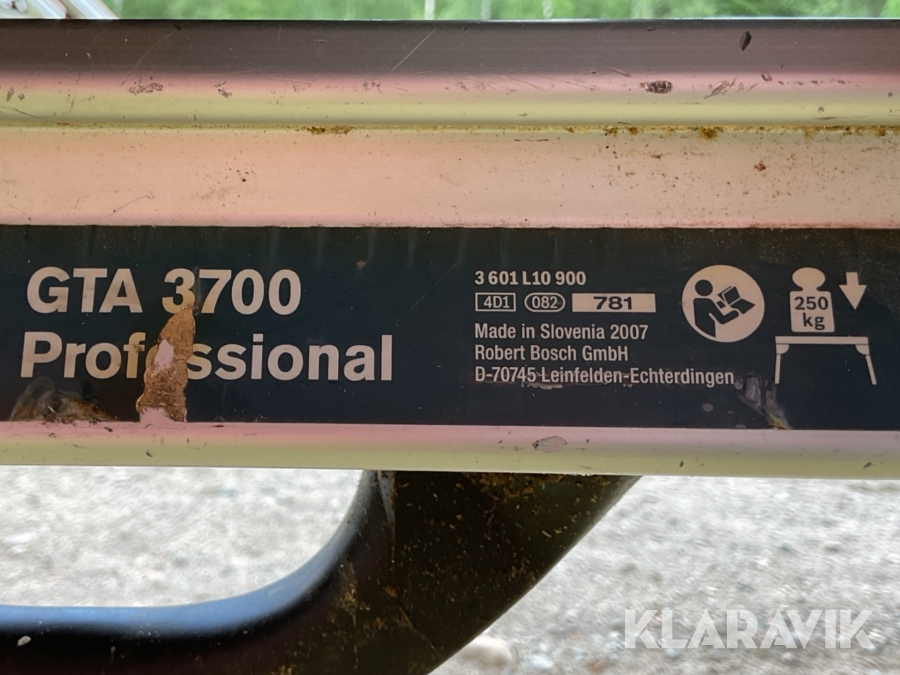 GTA 3700
Professional
3 601 L10 900
4D1 082 781
Made in Slovenia 2007
Robert Bosch GmbH
D-70745 Leinfelden-Echterdingen
250
kg
KLARAVIK